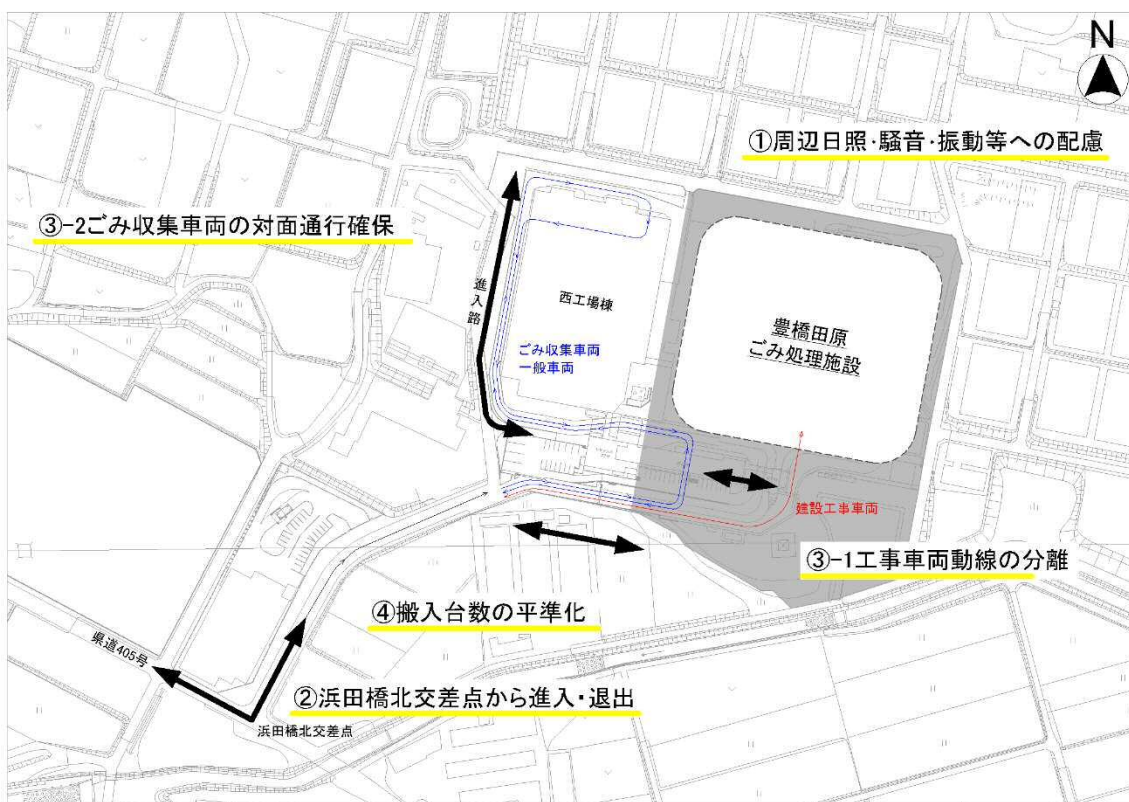 N
①周辺日照・騒音・振動等への配慮
③-2ごみ収集車両の対面通行確保
進入路
西工場棟
ごみ収集車両
一般車両
豊橋田原
ごみ処理施設
建設工事車両
③-1工事車両動線の分離
④搬入台数の平準化
県道405号
②浜田橋北交差点から進入・退出
浜田橋北交差点